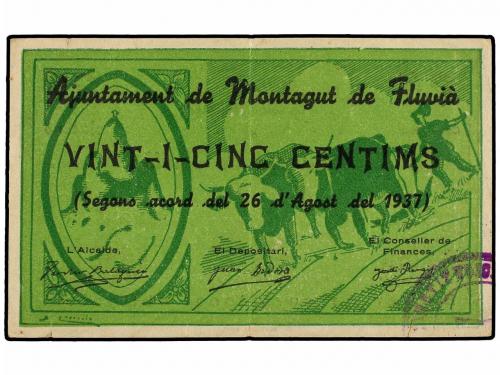 Ajuntament de Montagut de Fluvià
VINT-I-CINC CENTIMS
(Segons acord del 26 d'Agost del 1937)
L'Alcalde,
El Depositari,
El Conseller de
Finances,